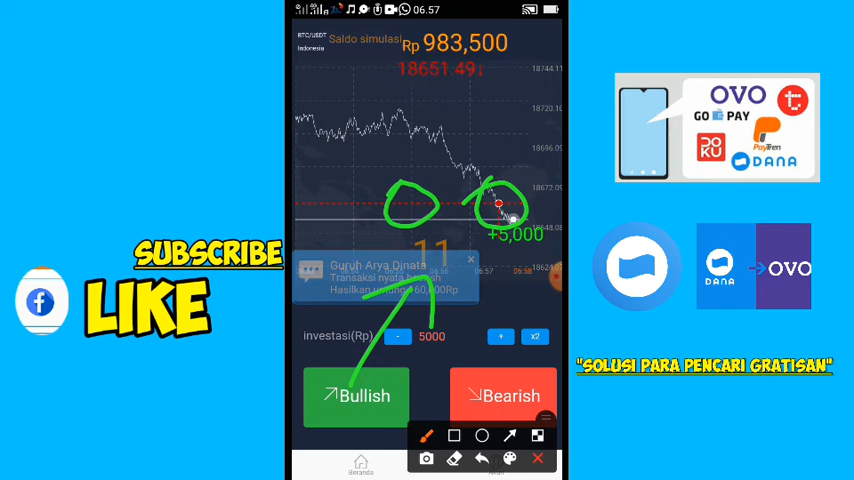 06.57
BTC/USDT
Indonesia
Saldo simulasi
Rp 983,500
18651.49↓
18744.11
18720.10
18696.09
18672.09
18648.08
18624.0
+5,000
11
06:56
06:57
06:58
Guruh Arya Dinata
×
Transaksi nyata
Hasilkan
60,000Rp
investasi(Rp)
-
5000
+
x2
Bullish
Bearish
Beranda
SUBSCRIBE
LIKE
OVO
GO PAY
DOKU
PayTren
DANA
DANA
OVO
"SOLUSI PARA PENCARI GRATISAN"